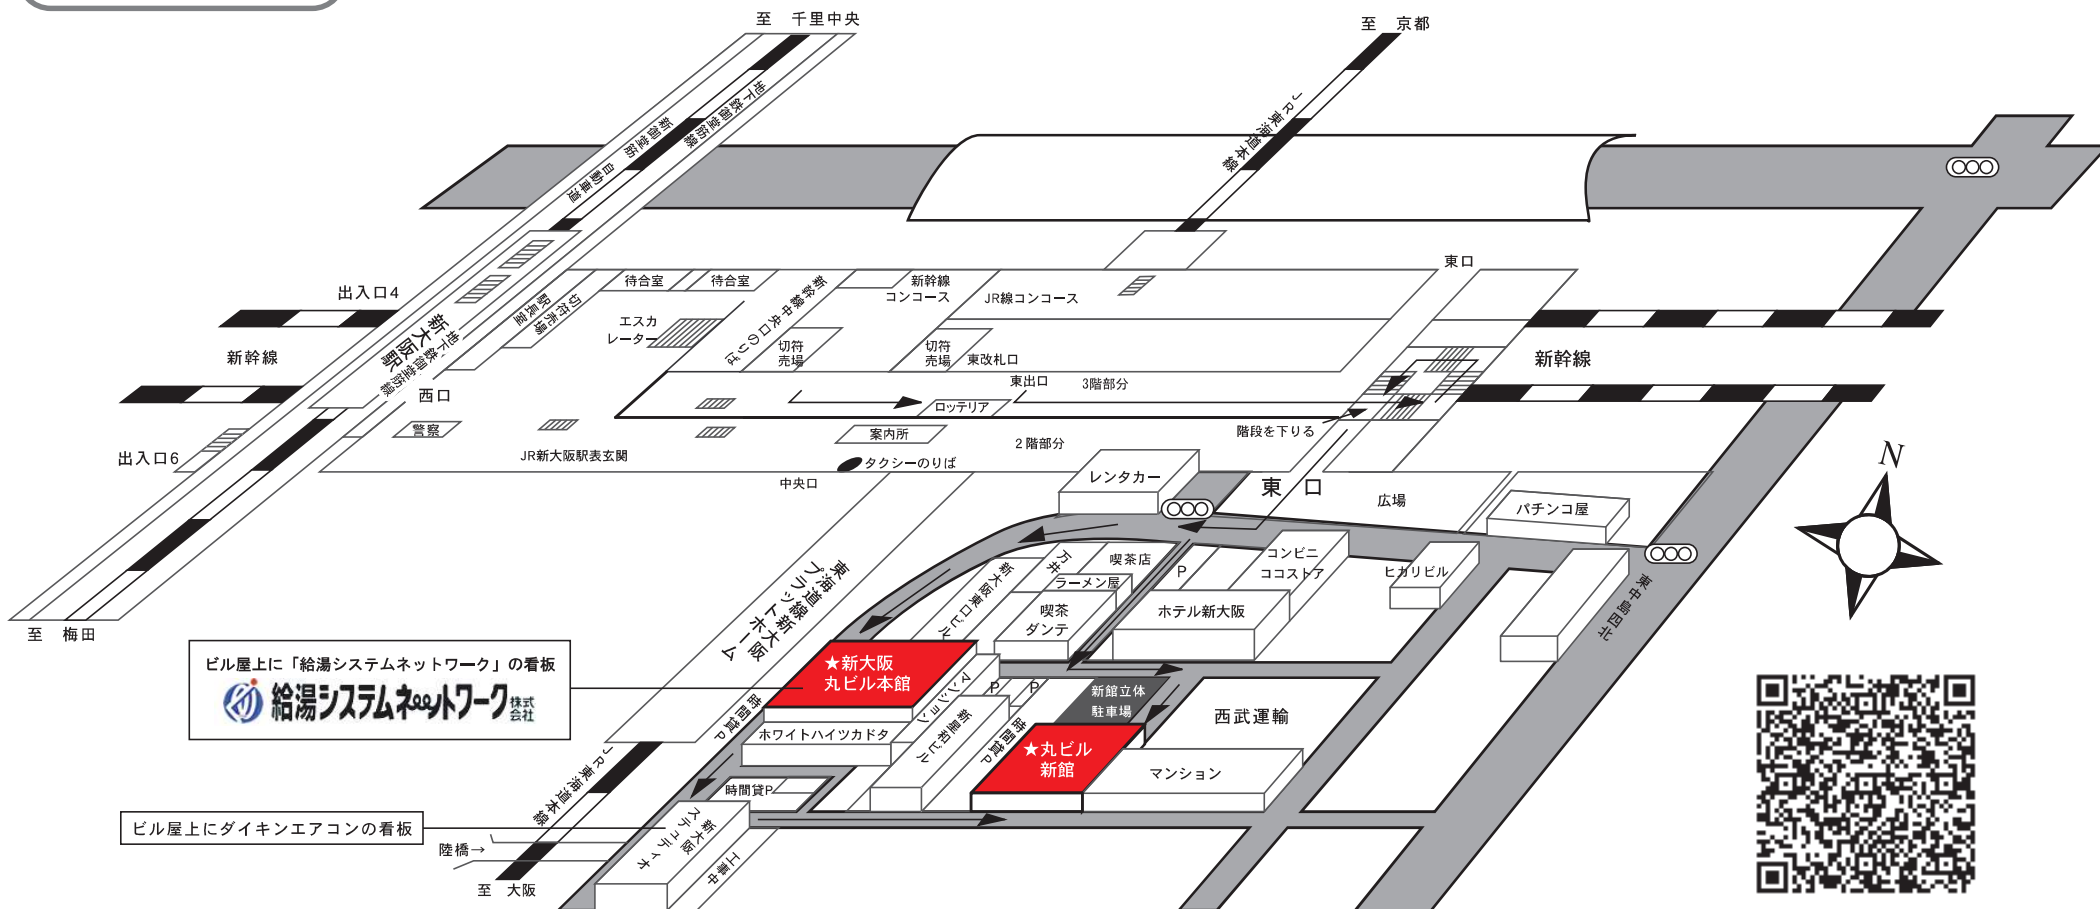 至 千里中央
至 京都
地下鉄御堂筋線
新御堂筋
自動車道
JR東海道本線
東口
出入口4
新幹線
切符売場
駅長室
待合室
待合室
新幹線中央口
のりば
新幹線
コンコース
JR線コンコース
エスカ
レーター
切符
売場
切符
売場
東改札口
新幹線
地下鉄御堂筋線
新大阪駅
西口
東出口
3階部分
ロッテリア
警察
案内所
階段を下りる
出入口6
JR新大阪駅表玄関
2階部分
タクシーのりば
中央口
レンタカー
東 口
広場
パチンコ屋
N
東海道線新大阪
プラットホーム
新大阪東口ビル
万井
喫茶店
ラーメン屋
喫茶
ダンテ
P
コンビニ
ココストア
ホテル新大阪
ヒカリビル
東中島四北
至 梅田
ビル屋上に「給湯システムネットワーク」の看板
給湯システムネットワーク株式会社
★新大阪
丸ビル本館
マンション
P
P
新館立体
駐車場
西武運輸
時間貸P
ホワイトハイツカドタ
新星和ビル
時間貸P
★丸ビル
新館
マンション
時間貸P
JR東海道本線
ビル屋上にダイキンエアコンの看板
新大阪
ステュディオ
工事中
陸橋→
至 大阪